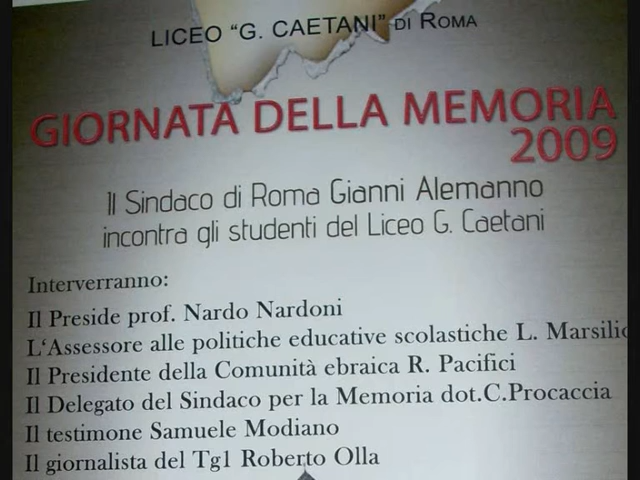 LICEO “G. CAETANI” DI ROMA
GIORNATA DELLA MEMORIA
2009
Il Sindaco di Roma Gianni Alemanno
incontra gli studenti del Liceo G. Caetani
Interverranno:
Il Preside prof. Nardo Nardoni
L‘Assessore alle politiche educative scolastiche L. Marsilio
Il Presidente della Comunità ebraica R. Pacifici
Il Delegato del Sindaco per la Memoria dot.C.Procaccia
Il testimone Samuele Modiano
Il giornalista del Tg1 Roberto Olla